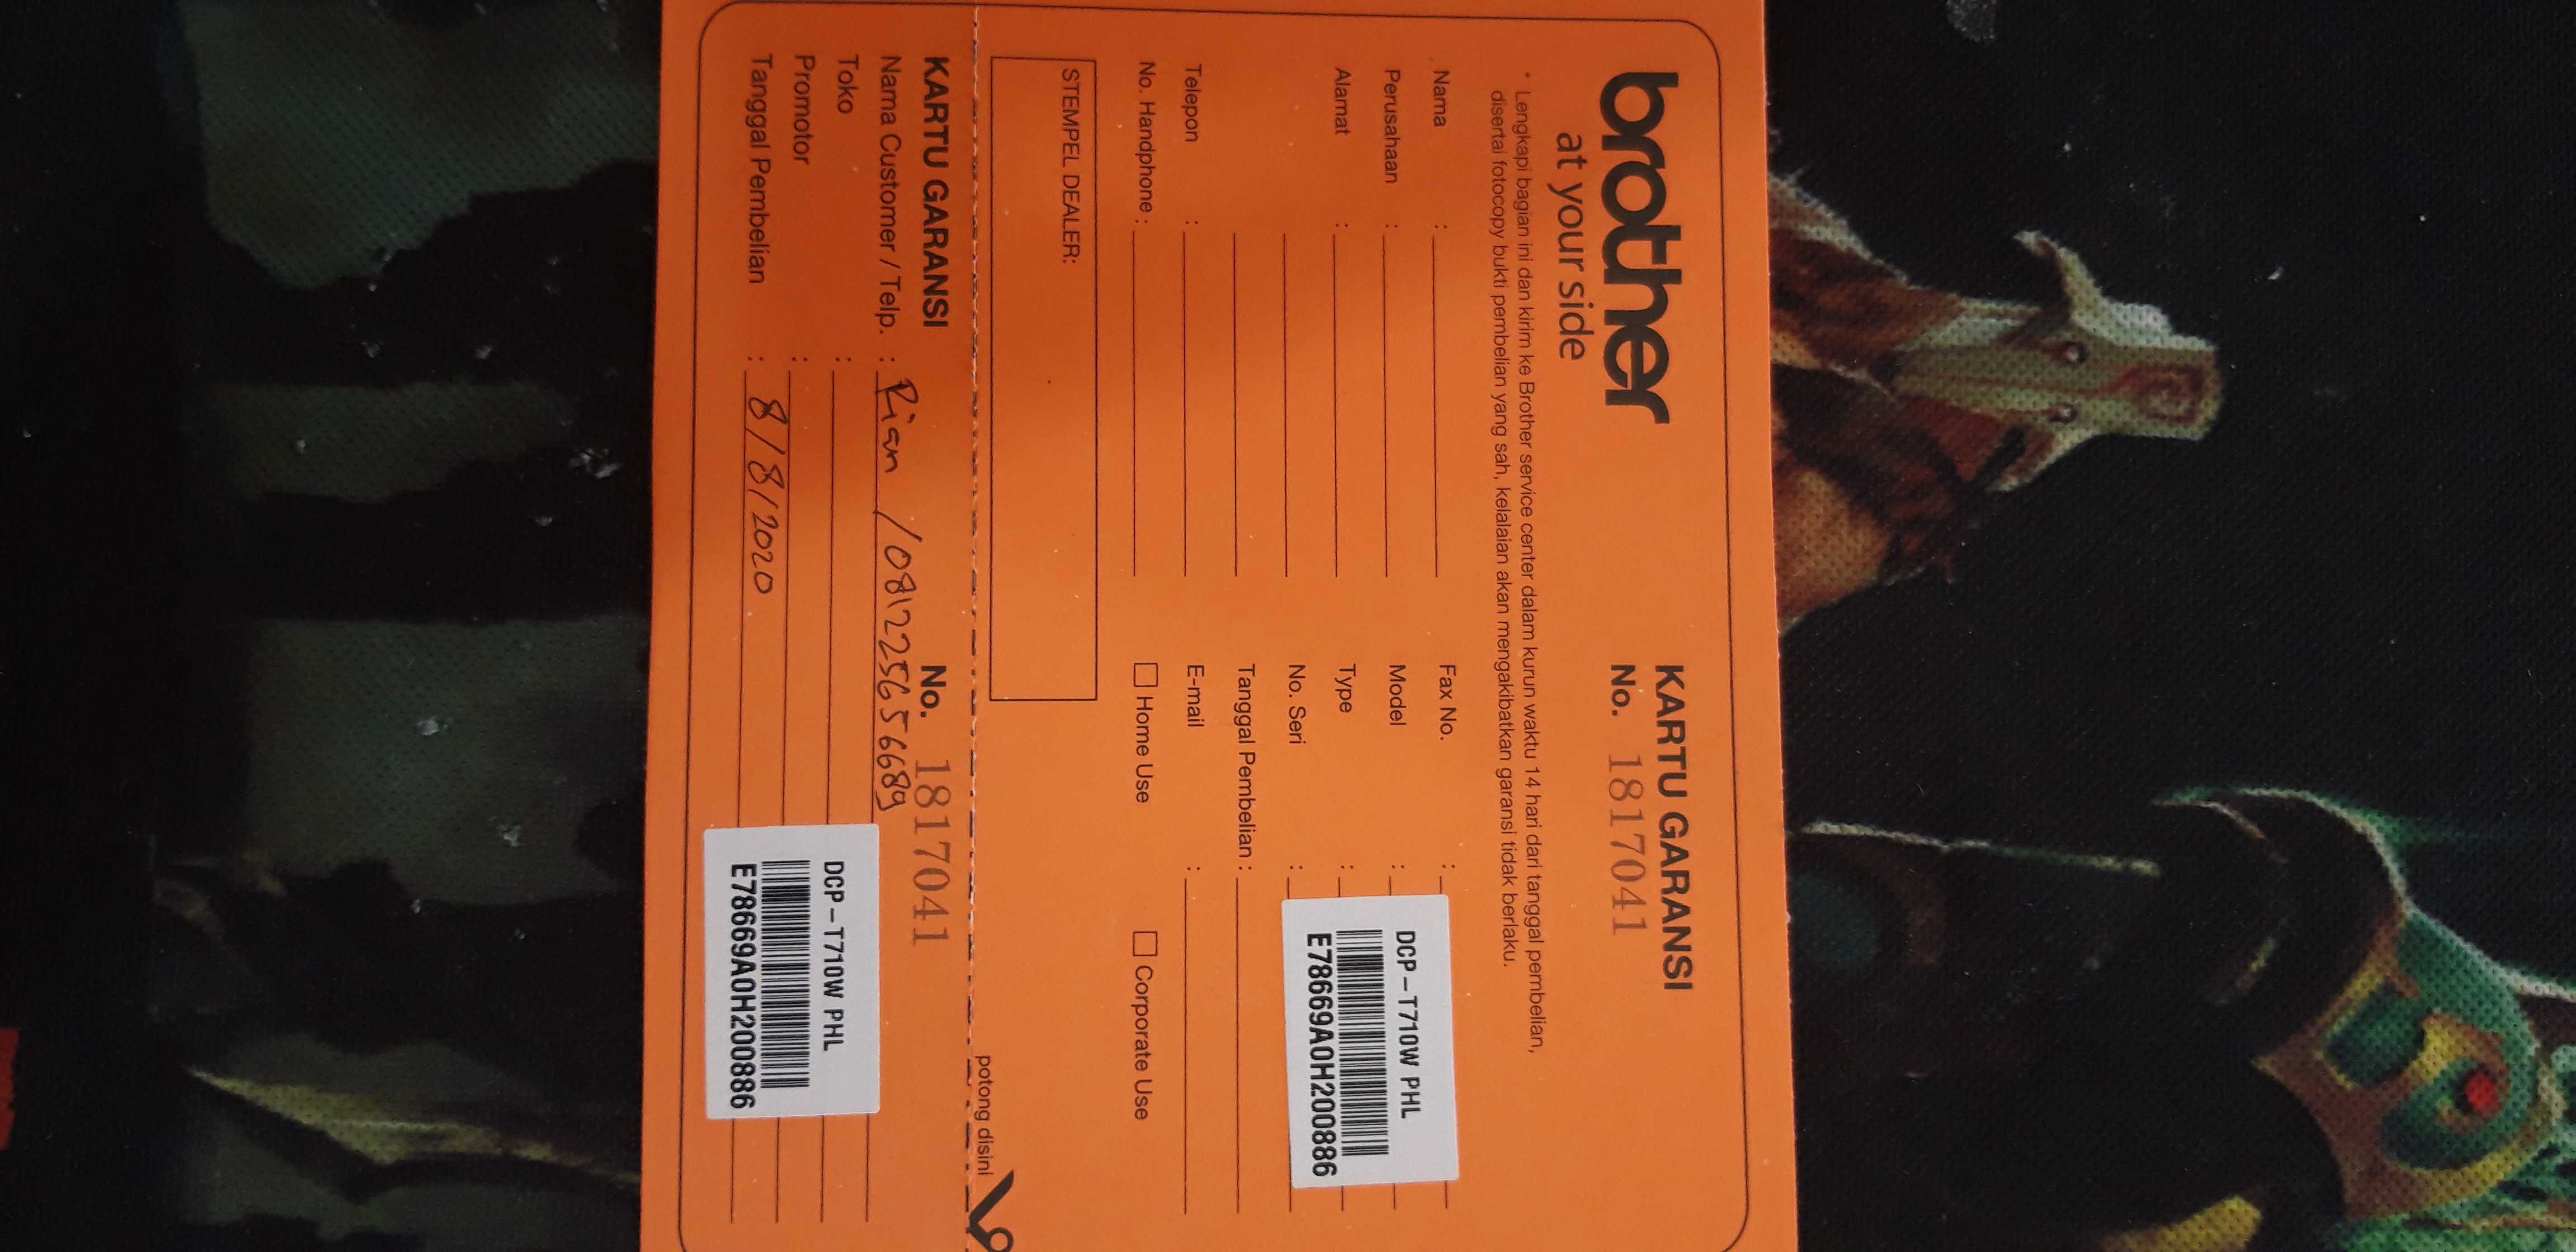 brother
at your side
KARTU GARANSI
No. 1817041
* Lengkapi bagian ini dan kirim ke Brother service center dalam kurun waktu 14 hari dari tanggal pembelian,
disertai fotocopy bukti pembelian yang sah, kelalaian akan mengakibatkan garansi tidak berlaku.
Nama :
Perusahaan :
Alamat :
Telepon :
No. Handphone :
Fax No. :
Model :
Type :
No. Seri :
Tanggal Pembelian :
E-mail :
Home Use
Corporate Use
DCP-T710W PHL
E78669A0H200886
STEMPEL DEALER:
potong disini
KARTU GARANSI
No. 1817041
Nama Customer / Telp. : Rian / 081225656689
Toko :
Promotor :
Tanggal Pembelian : 8/8/2020
DCP-T710W PHL
E78669A0H200886